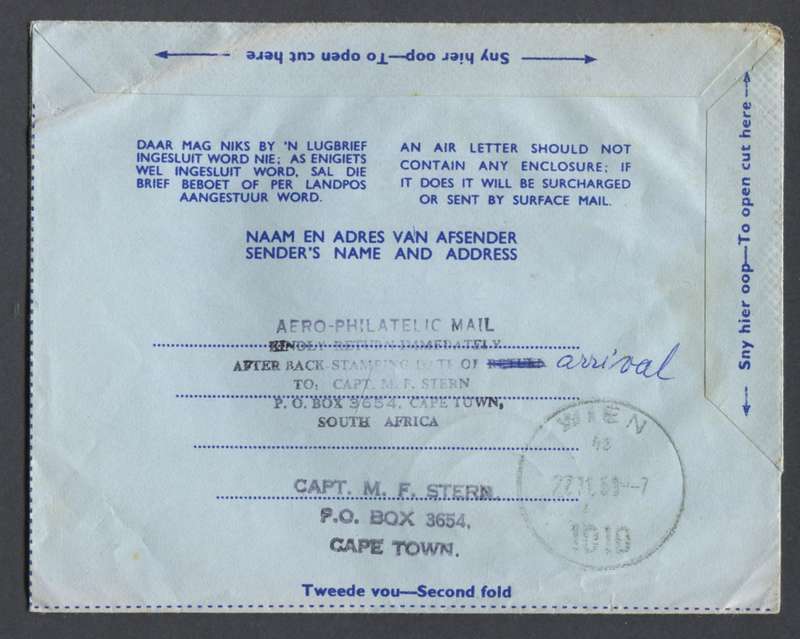 Sny hier oop—To open cut here
Sny hier oop—To open cut here
DAAR MAG NIKS BY 'N LUGBRIEF
INGESLUIT WORD NIE; AS ENIGIETS
WEL INGESLUIT WORD, SAL DIE
BRIEF BEBOET OF PER LANDPOS
AANGESTUUR WORD.
AN AIR LETTER SHOULD NOT
CONTAIN ANY ENCLOSURE; IF
IT DOES IT WILL BE SURCHARGED
OR SENT BY SURFACE MAIL.
NAAM EN ADRES VAN AFSENDER
SENDER'S NAME AND ADDRESS
AERO-PHILATELIC MAIL
KINDLY RETURN IMMEDIATELY
AFTER BACK-STAMPING DATE OF arrival
TO: CAPT. M. F. STERN
P. O. BOX 3654, CAPE TOWN,
SOUTH AFRICA
WIEN
1010
CAPT. M. F. STERN
P.O. BOX 3654,
CAPE TOWN.
Tweede vou—Second fold